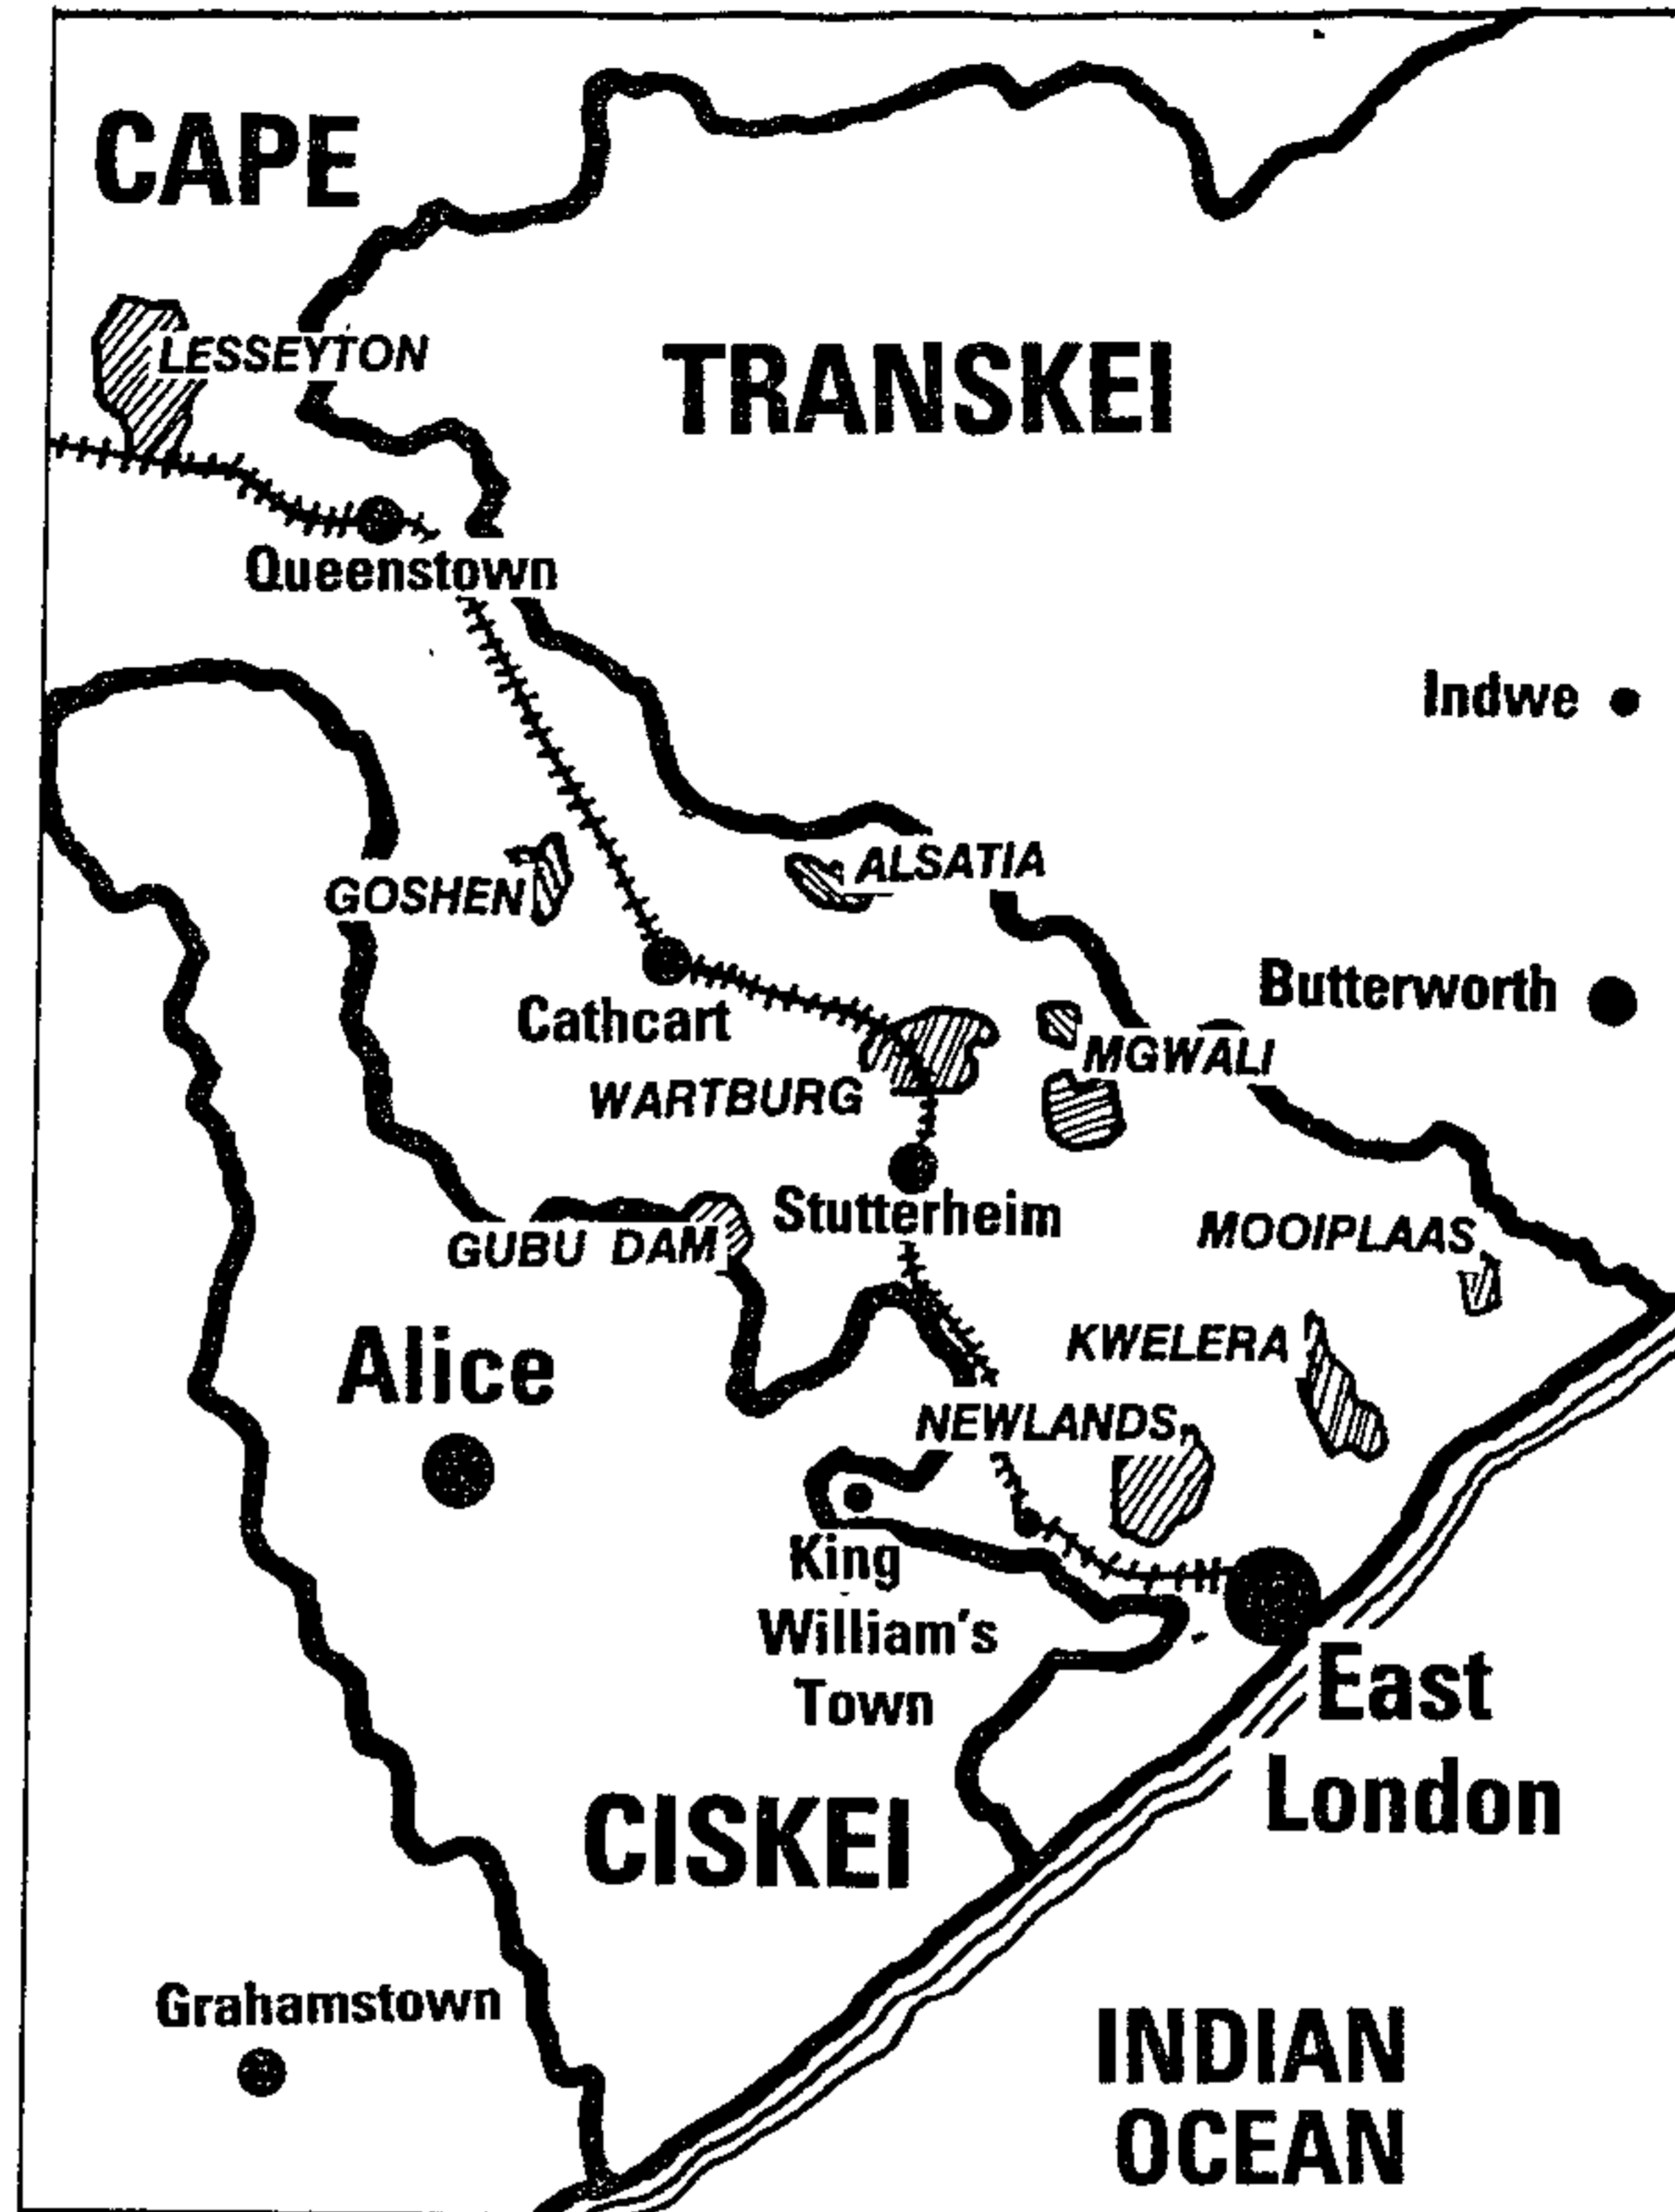 CAPE
LESSEYTON
TRANSKEI
Queenstown
Indwe
ALSATIA
GOSHEN
Butterworth
Cathcart
MGWALI
WARTBURG
Stutterheim
MOOIPLAAS
GUBU DAM
KWELERA
Alice
NEWLANDS
King
William's
Town
East
London
CISKEI
Grahamstown
INDIAN
OCEAN